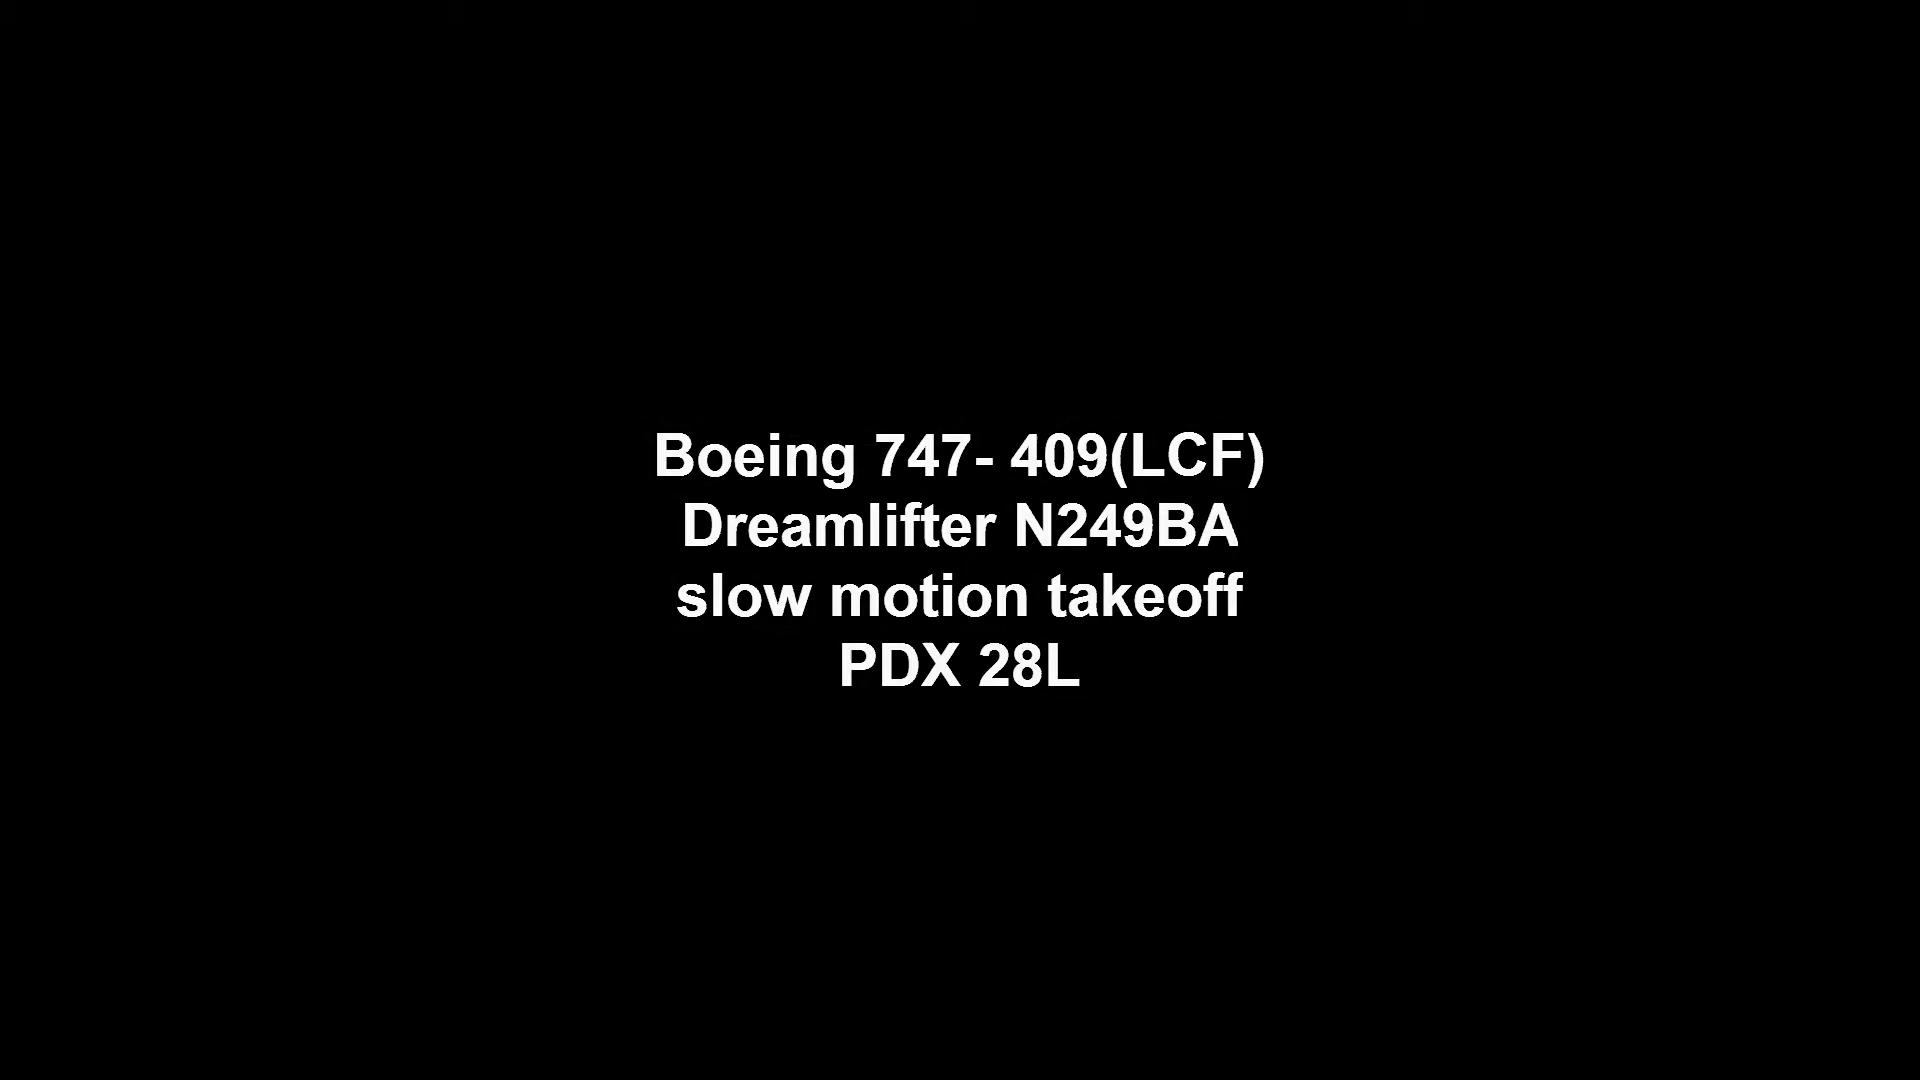 Boeing 747- 409(LCF)
Dreamlifter N249BA
slow motion takeoff
PDX 28L